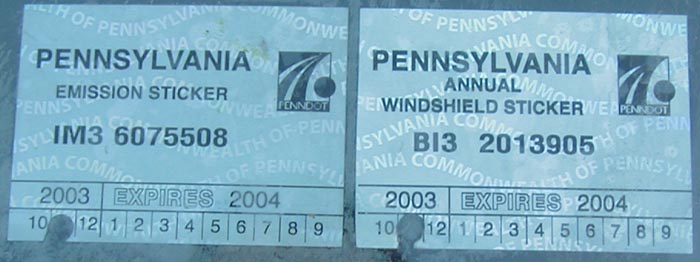 PENNSYLVANIA
EMISSION STICKER
PENNDOT
IM3 6075508
2003 EXPIRES 2004
10 12 1 2 3 4 5 6 7 8 9
PENNSYLVANIA
ANNUAL
WINDSHIELD STICKER
PENNDOT
BI3 2013905
2003 EXPIRES 2004
10 12 1 2 3 4 5 6 7 8 9